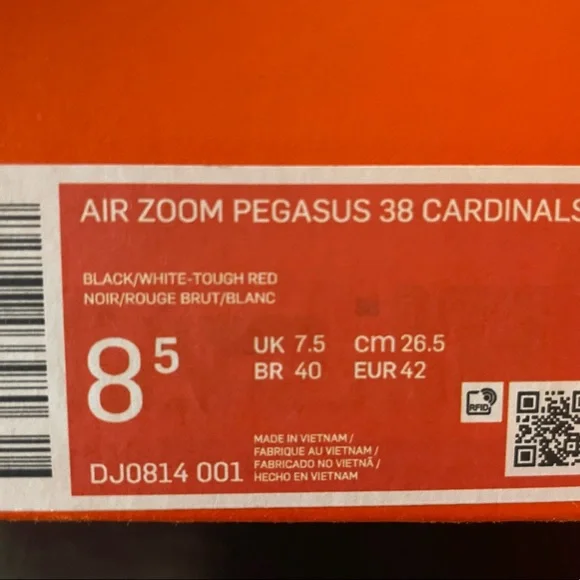 AIR ZOOM PEGASUS 38 CARDINALS
BLACK/WHITE-TOUGH RED
NOIR/ROUGE BRUT/BLANC
8 5
UK 7.5 cm 26.5
BR 40 EUR 42
RFID
DJ0814 001
MADE IN VIETNAM /
FABRIQUE AU VIETNAM /
FABRICADO NO VIETNÃ /
HECHO EN VIETNAM